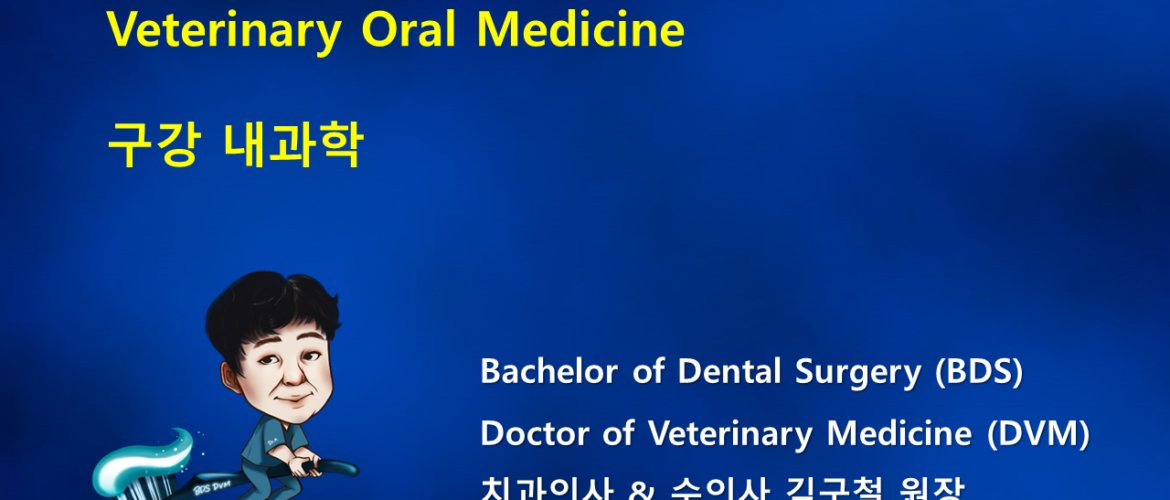 Veterinary Oral Medicine
구강 내과학
Bachelor of Dental Surgery (BDS)
Doctor of Veterinary Medicine (DVM)
치과의사 & 수의사 김구철 원장
BDS DVM